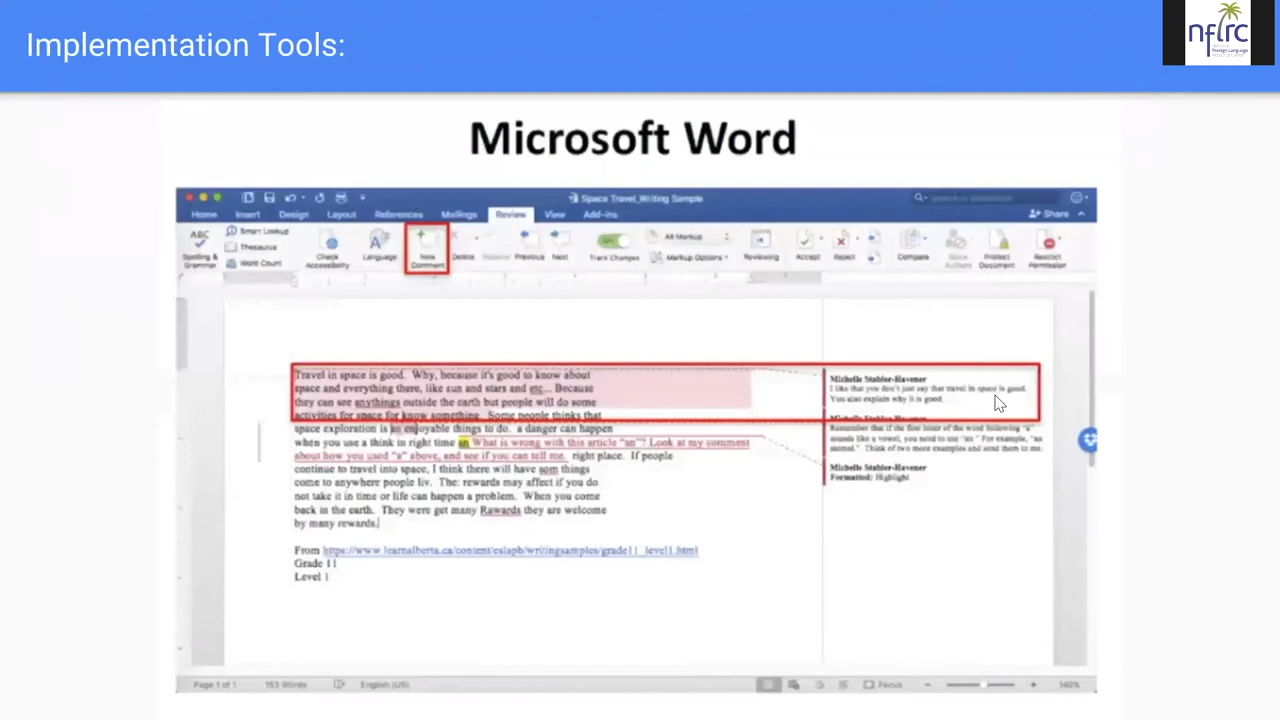 Implementation Tools:
nflrc
Foreign Language
Microsoft Word
Space Travel_Writing Sample
Home Insert Design Layout References Mailings Review View Add-ins
Share
ABC
Spelling & Grammar
Smart Lookup
Thesaurus
Word Count
Check Accessibility
Language
New Comment
Delete
Previous
Next
ON
Track Changes
All Markup
Markup Options
Reviewing
Accept
Reject
Compare
Block Authors
Protect Document
Restrict Permission
Travel in space is good. Why, because it's good to know about
space and everything there, like sun and stars and etc... Because
they can see anythings outside the earth but people will do some
activities for space for know something. Some people thinks that
space exploration is an enjoyable things to do. a danger can happen
when you use a think in right time an What is wrong with this article "an"? Look at my comment
about how you used "a" above, and see if you can tell me. right place. If people
continue to travel into space, I think there will have som things
come to anywhere people liv. The: rewards may affect if you do
not take it in time or life can happen a problem. When you come
back in the earth. They were get many Rawards they are welcome
by many rewards.
From https://www.learnalberta.ca/content/eslapb/writingsamples/grade11_level1.html
Grade 11
Level 1
Michelle Stabler-Havener
I like that you don't just say that travel in space is good.
You also explain why it is good.
Michelle Stabler-Havener
Remember that if the first letter of the word following "a"
sounds like a vowel, you need to use "an." For example, "an
animal." Think of two more examples and send them to me.
Michelle Stabler-Havener
Formatted: Highlight
Page 1 of 1
153 Words
English (US)
Focus
140%